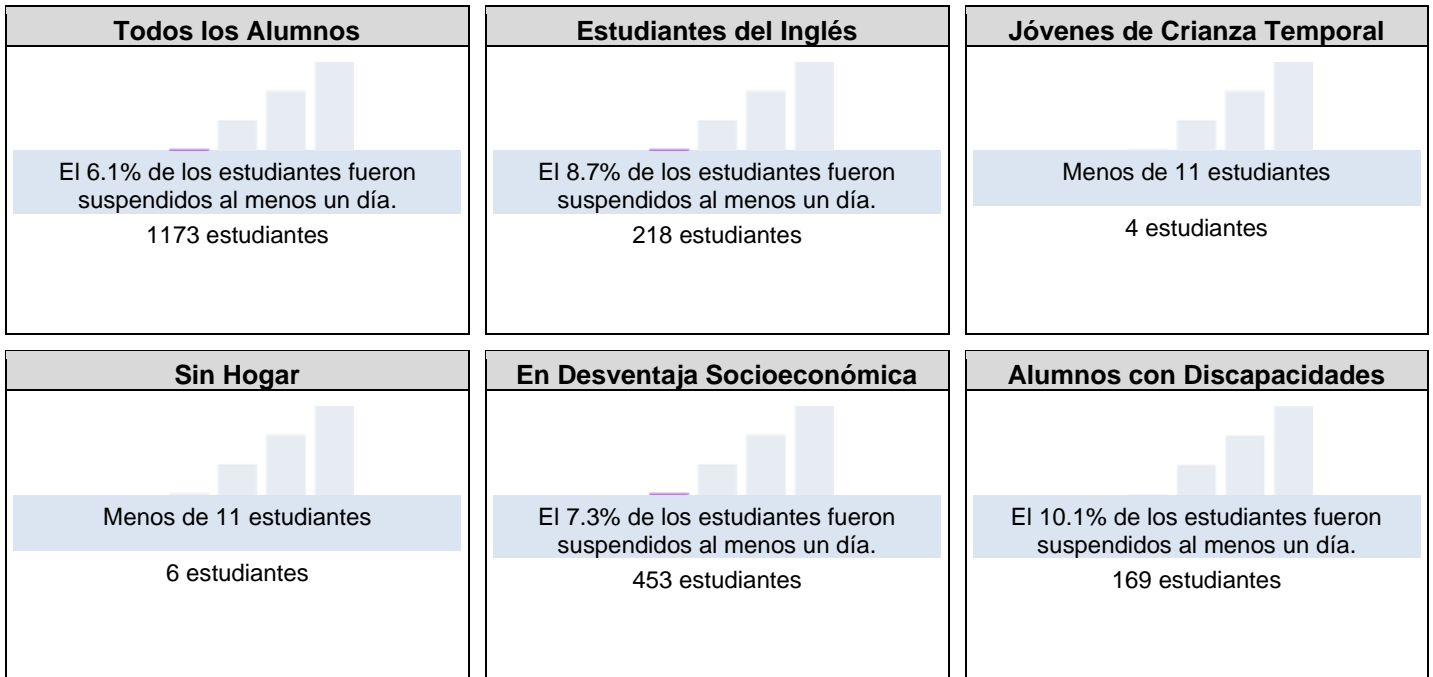 Todos los Alumnos
El 6.1% de los estudiantes fueron
suspendidos al menos un día.
1173 estudiantes
Estudiantes del Inglés
El 8.7% de los estudiantes fueron
suspendidos al menos un día.
218 estudiantes
Jóvenes de Crianza Temporal
Menos de 11 estudiantes
4 estudiantes
Sin Hogar
Menos de 11 estudiantes
6 estudiantes
En Desventaja Socioeconómica
El 7.3% de los estudiantes fueron
suspendidos al menos un día.
453 estudiantes
Alumnos con Discapacidades
El 10.1% de los estudiantes fueron
suspendidos al menos un día.
169 estudiantes